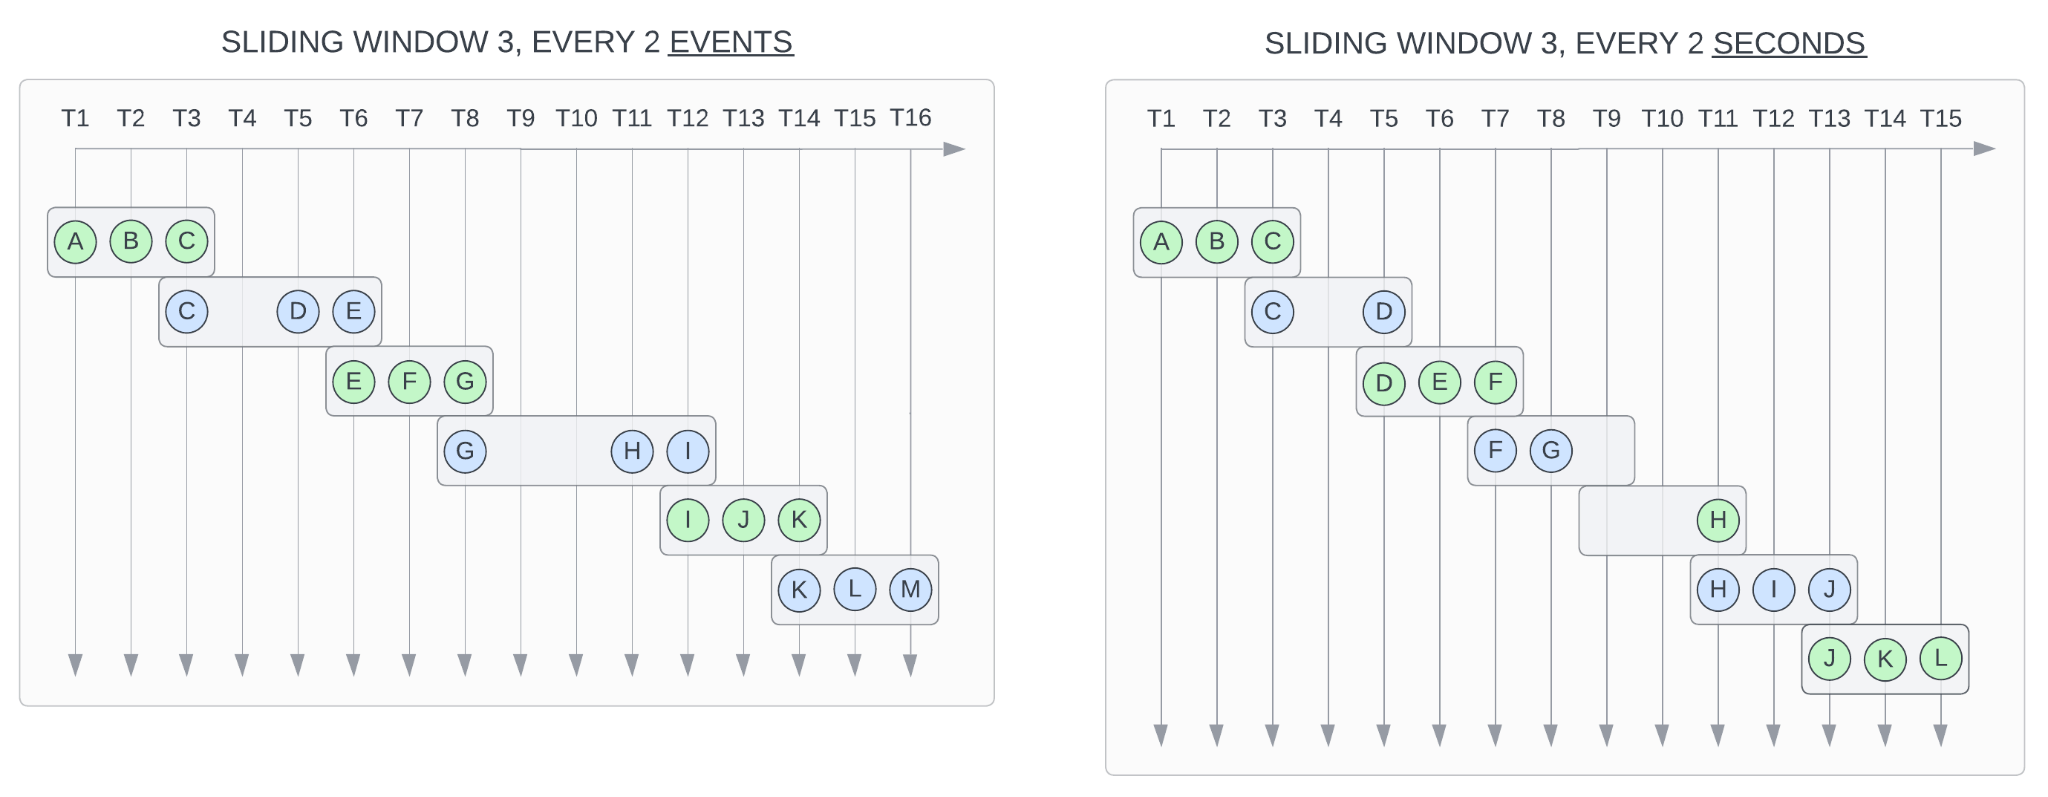 SLIDING WINDOW 3, EVERY 2 EVENTS
T1 T2 T3 T4 T5 T6 T7 T8 T9 T10 T11 T12 T13 T14 T15 T16
A B C
C D E
E F G
G H I
I J K
K L M
SLIDING WINDOW 3, EVERY 2 SECONDS
T1 T2 T3 T4 T5 T6 T7 T8 T9 T10 T11 T12 T13 T14 T15
A B C
C D
D E F
F G
H
H I J
J K L